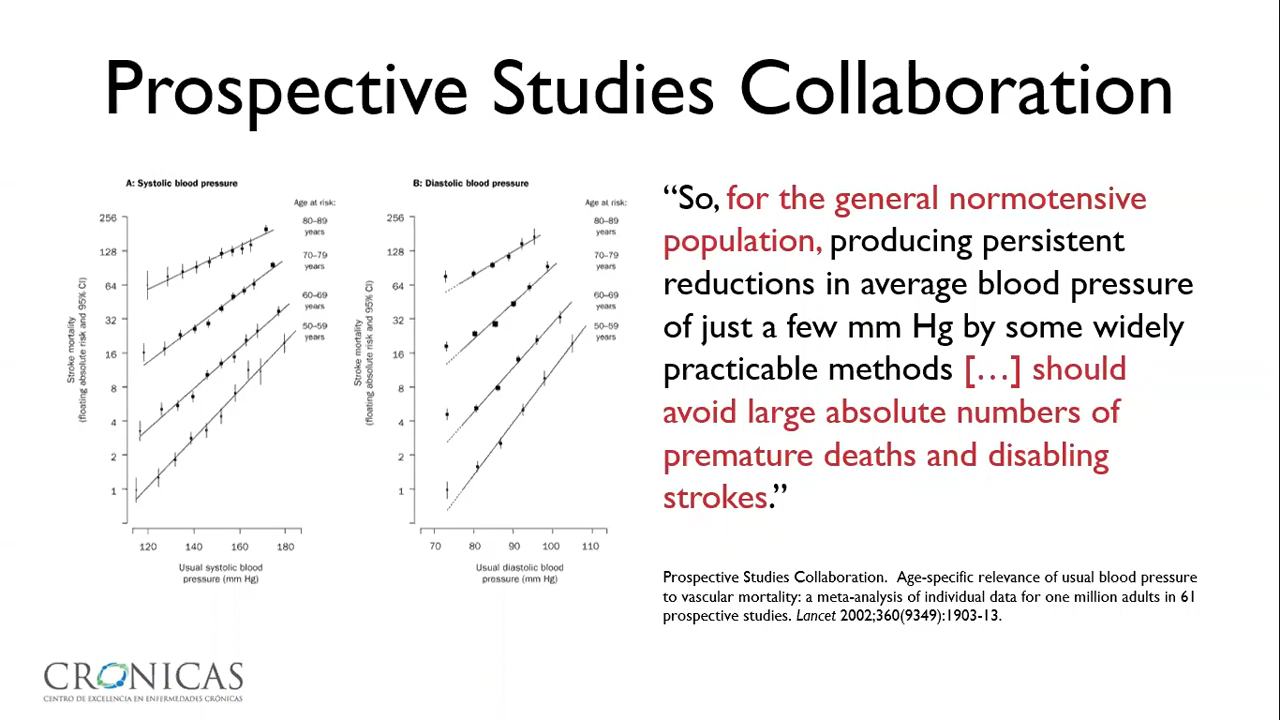 Prospective Studies Collaboration
A: Systolic blood pressure
Age at risk:
80–89
years
70–79
years
60–69
years
50–59
years
256
128
64
32
16
8
4
2
1
Stroke mortality
(floating absolute risk and 95% CI)
120
140
160
180
Usual systolic blood
pressure (mm Hg)
B: Diastolic blood pressure
Age at risk:
80–89
years
70–79
years
60–69
years
50–59
years
256
128
64
32
16
8
4
2
1
Stroke mortality
(floating absolute risk and 95% CI)
70
80
90
100
110
Usual diastolic blood
pressure (mm Hg)
“So, for the general normotensive
population, producing persistent
reductions in average blood pressure
of just a few mm Hg by some widely
practicable methods […] should
avoid large absolute numbers of
premature deaths and disabling
strokes.”
Prospective Studies Collaboration. Age-specific relevance of usual blood pressure
to vascular mortality: a meta-analysis of individual data for one million adults in 61
prospective studies. Lancet 2002;360(9349):1903-13.
CRONICAS
CENTRO DE EXCELENCIA EN ENFERMEDADES CRÓNICAS